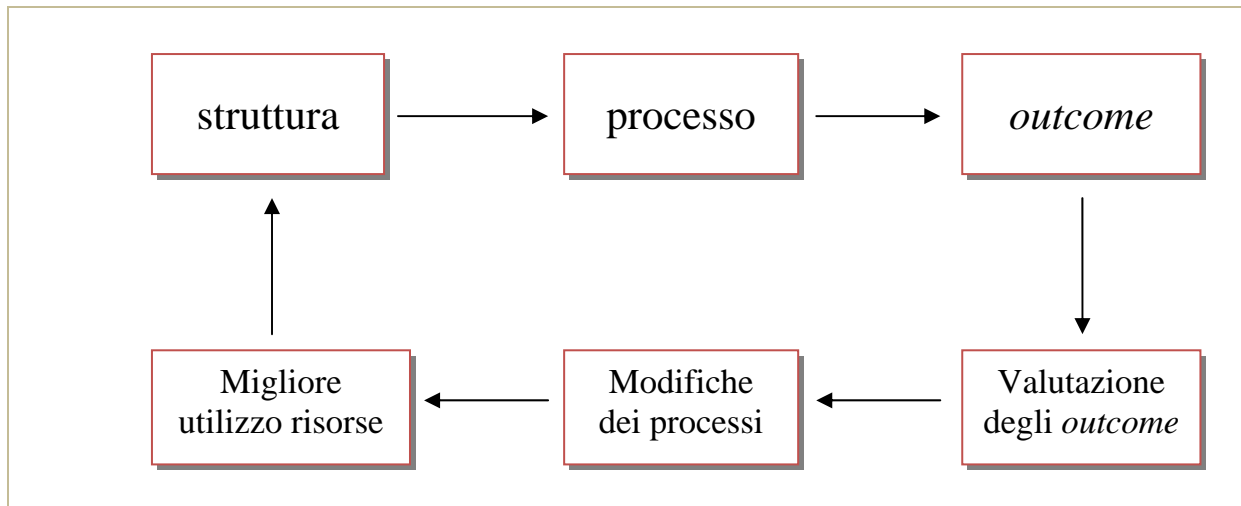 struttura
processo
outcome
Migliore
utilizzo risorse
Modifiche
dei processi
Valutazione
degli outcome